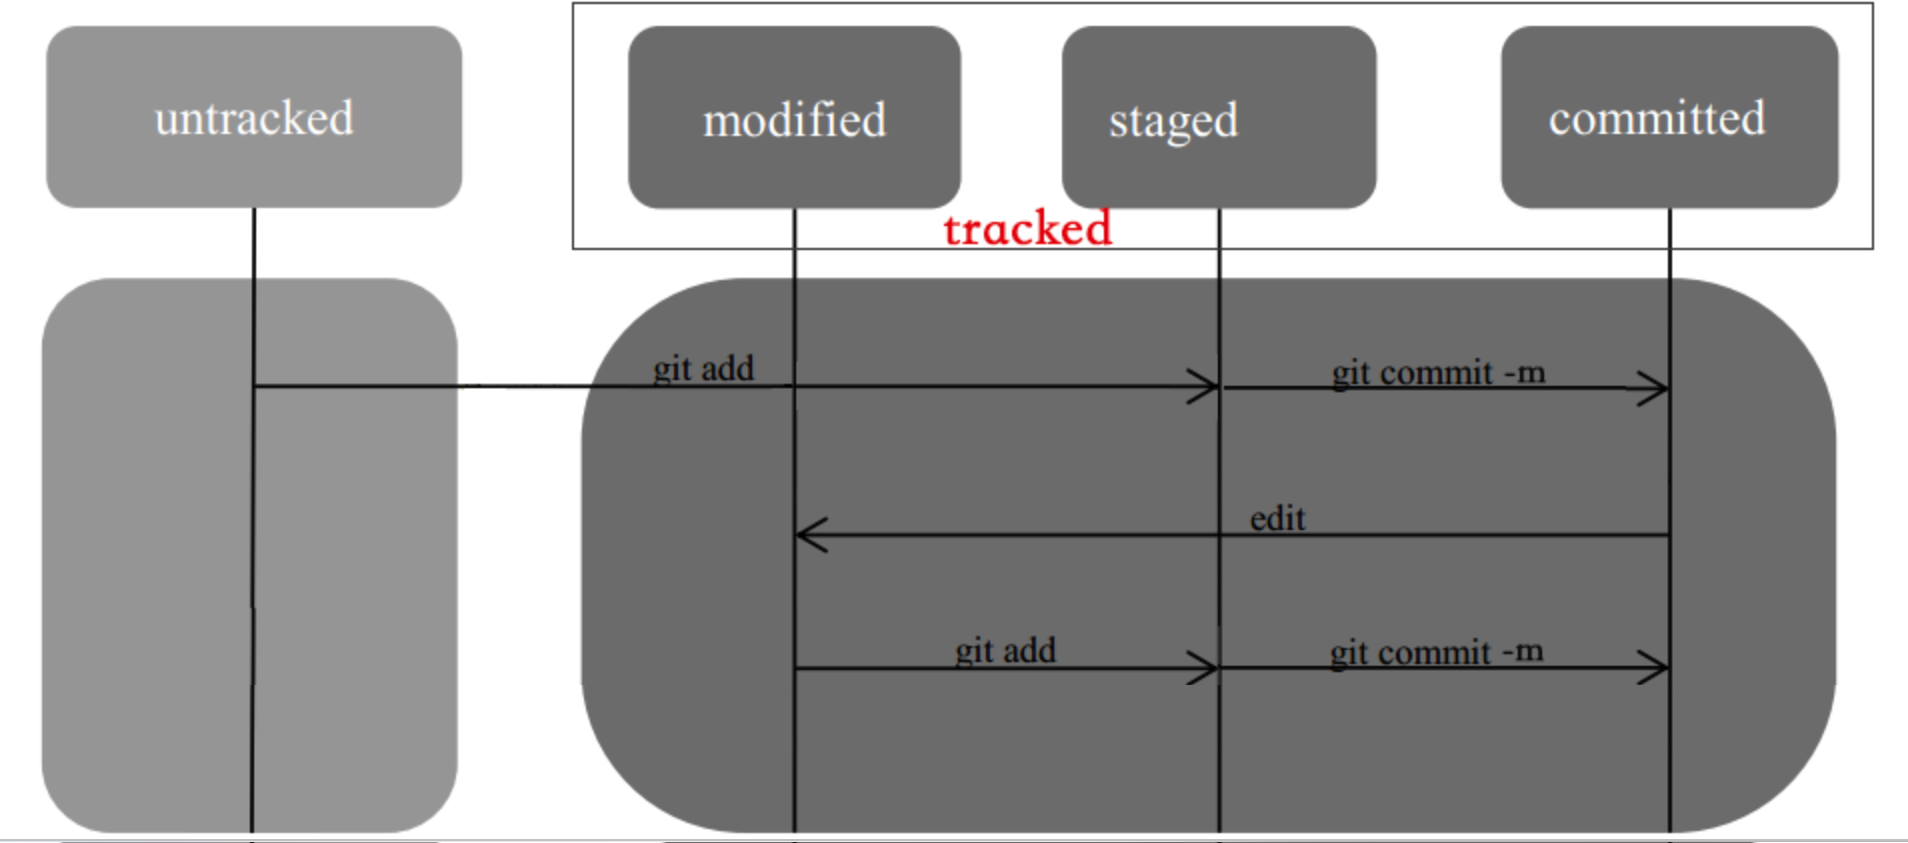 untracked
modified
staged
committed
tracked
git add
git commit -m
edit
git add
git commit -m